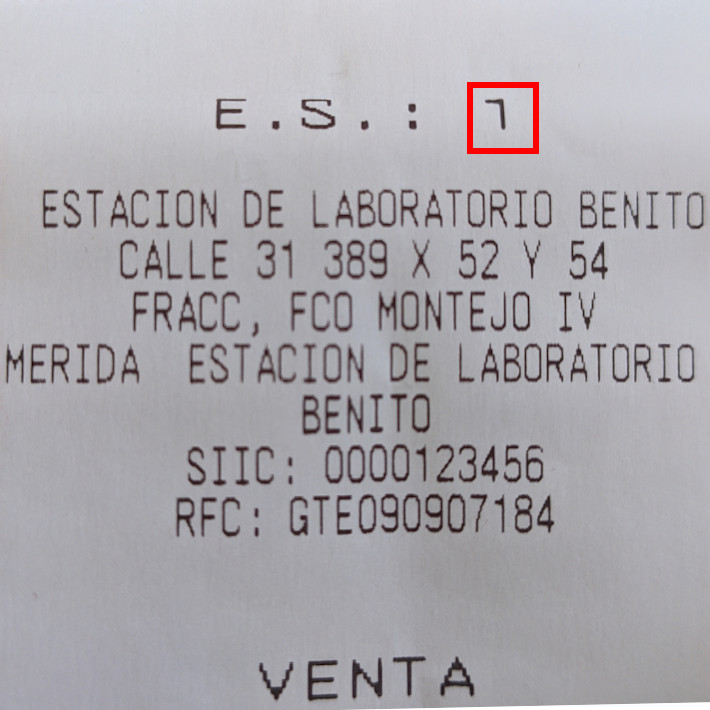 E.S.: 7
ESTACION DE LABORATORIO BENITO
CALLE 31 389 X 52 Y 54
FRACC, FCO MONTEJO IV
MERIDA ESTACION DE LABORATORIO
BENITO
SIIC: 0000123456
RFC: GTE090907184
VENTA